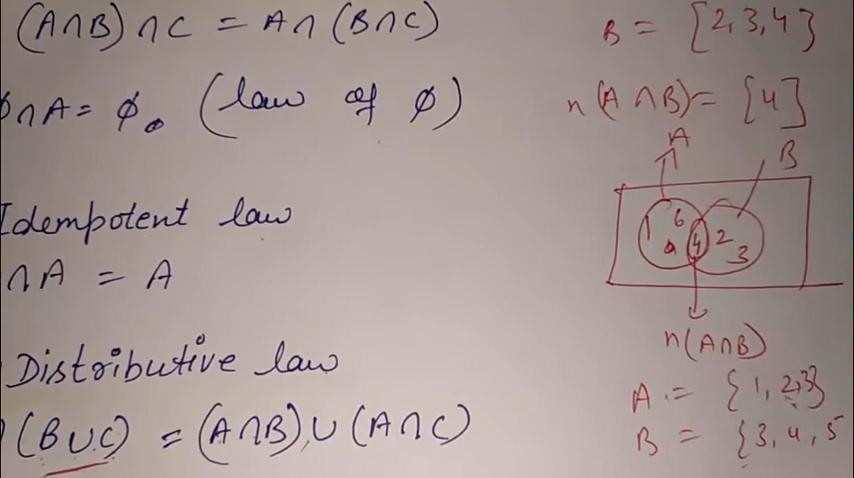 (A∩B)∩C = A∩(B∩C)
ϕ∩A = ϕ. (law of ϕ)
Idempotent law
∩A = A
Distributive law
(B∪C) = (A∩B)∪(A∩C)
B = {2,3,4}
n(A∩B) = {4}
A
B
1 6 4 2 3
n(A∩B)
A = {1,2,3}
B = {3,4,5